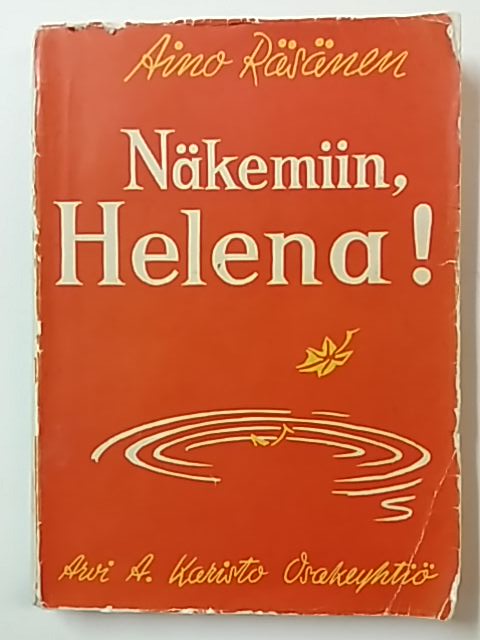 Aino Räsänen
Näkemiin,
Helena!
Arvi A. Karisto Osakeyhtiö